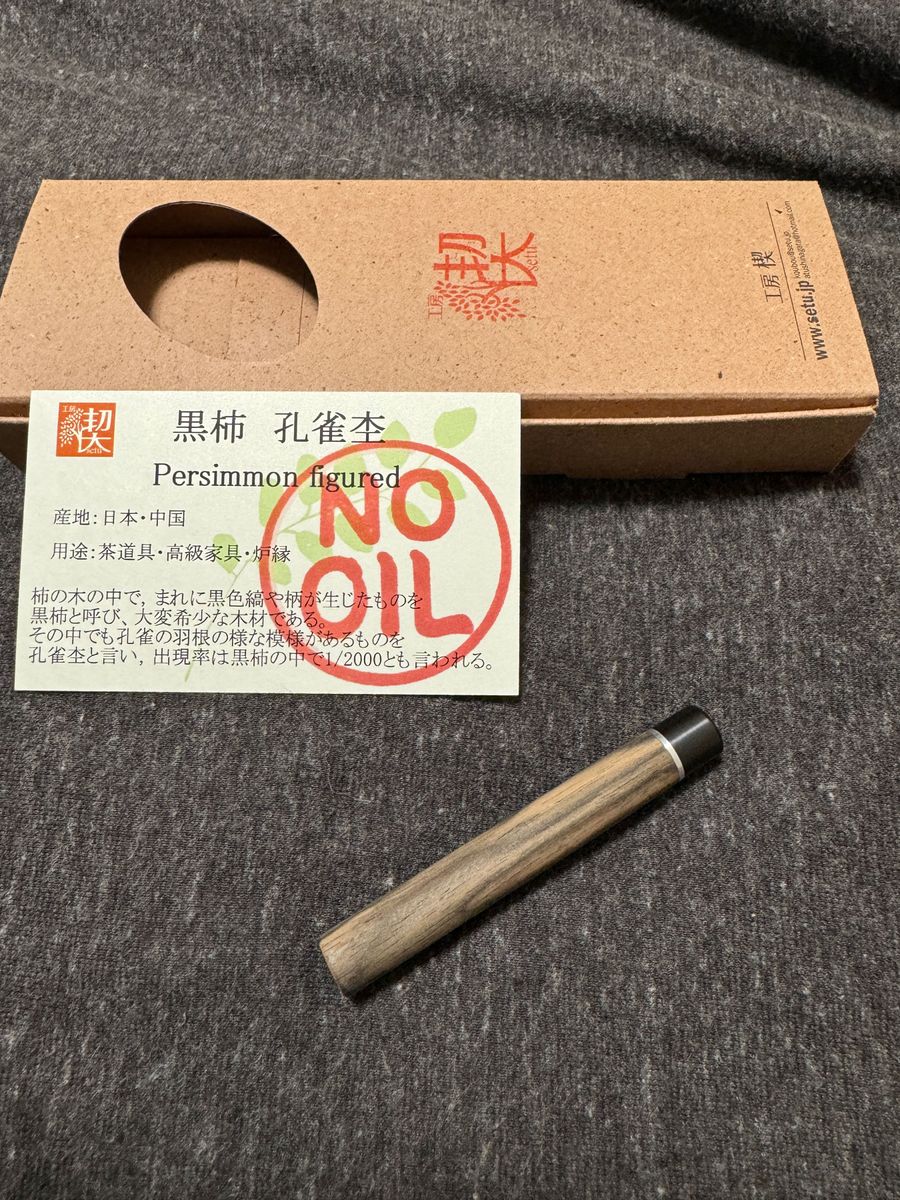 工房
楔
setu
工房 楔
koubou@setu.jp
www.setu.jp
工房
楔
setu
黒柿 孔雀杢
Persimmon figured
NO
OIL
産地：日本・中国
用途：茶道具・高級家具・炉縁
柿の木の中で，まれに黒色縞や柄が生じたものを
黒柿と呼び、大変希少な木材である。
その中でも孔雀の羽根の様な模様があるものを
孔雀杢と言い，出現率は黒柿の中で1/2000とも言われる。